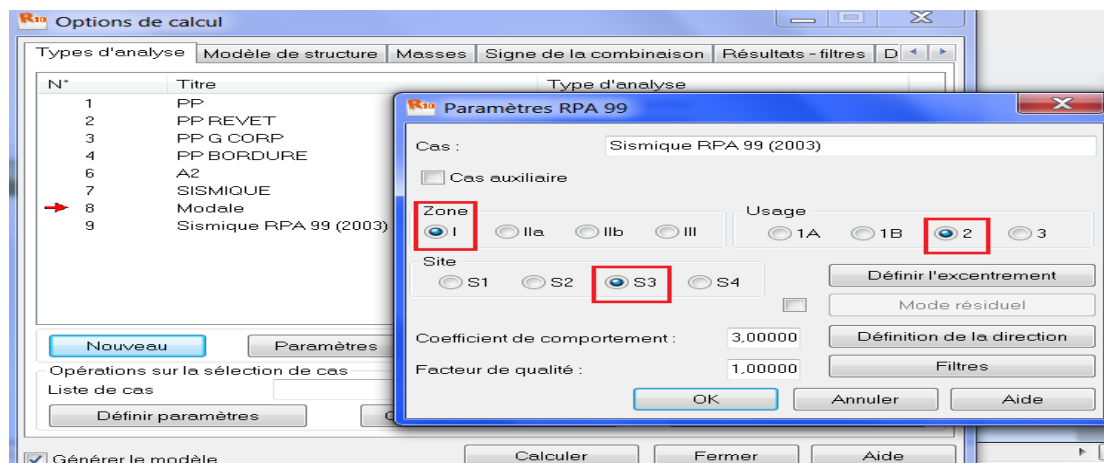 R10 Options de calcul
Types d'analyse Modèle de structure Masses Signe de la combinaison Résultats - filtres D
N° Titre Type d'analyse
1 PP
2 PP REVET
3 PP G CORP
4 PP BORDURE
6 A2
7 SISMIQUE
8 Modale
9 Sismique RPA 99 (2003)
Nouveau Paramètres
Opérations sur la sélection de cas
Liste de cas
Définir paramètres
Générer le modèle Calculer Fermer Aide
R10 Paramètres RPA 99
Cas : Sismique RPA 99 (2003)
Cas auxiliaire
Zone Usage
I IIa IIb III 1A 1B 2 3
Site
S1 S2 S3 S4 Définir l'excentrement
Mode résiduel
Coefficient de comportement : 3,00000 Définition de la direction
Facteur de qualité : 1,00000 Filtres
OK Annuler Aide